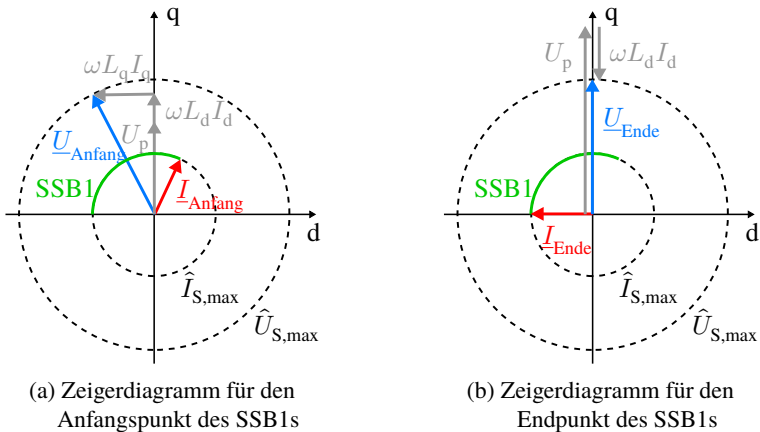 q
ωL_q I_q
ωL_d I_d
U_p
U_Anfang
SSB1
I_Anfang
d
Î_S,max
Û_S,max
(a) Zeigerdiagramm für den
Anfangspunkt des SSB1s
q
U_p
ωL_d I_d
U_Ende
SSB1
d
I_Ende
Î_S,max
Û_S,max
(b) Zeigerdiagramm für den
Endpunkt des SSB1s